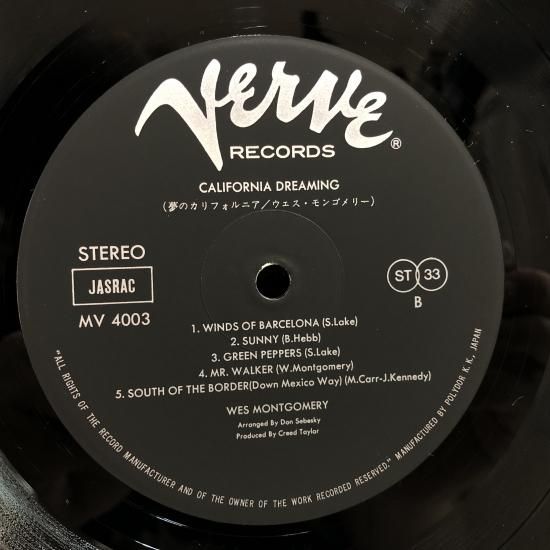 Verve
RECORDS
®
CALIFORNIA DREAMING
(夢のカリフォルニア/ウエス・モンゴメリー)
STEREO
JASRAC
MV 4003
ST 33
B
1. WINDS OF BARCELONA (S.Lake)
2. SUNNY (B.Hebb)
3. GREEN PEPPERS (S.Lake)
4. MR. WALKER (W.Montgomery)
5. SOUTH OF THE BORDER(Down Mexico Way) (M.Carr-J.Kennedy)
WES MONTGOMERY
Arranged By Don Sebesky
Produced By Creed Taylor
"ALL RIGHTS OF THE RECORD MANUFACTURER AND OF THE OWNER OF THE WORK RECORDED RESERVED." MANUFACTURED BY POLYDOR K.K., JAPAN